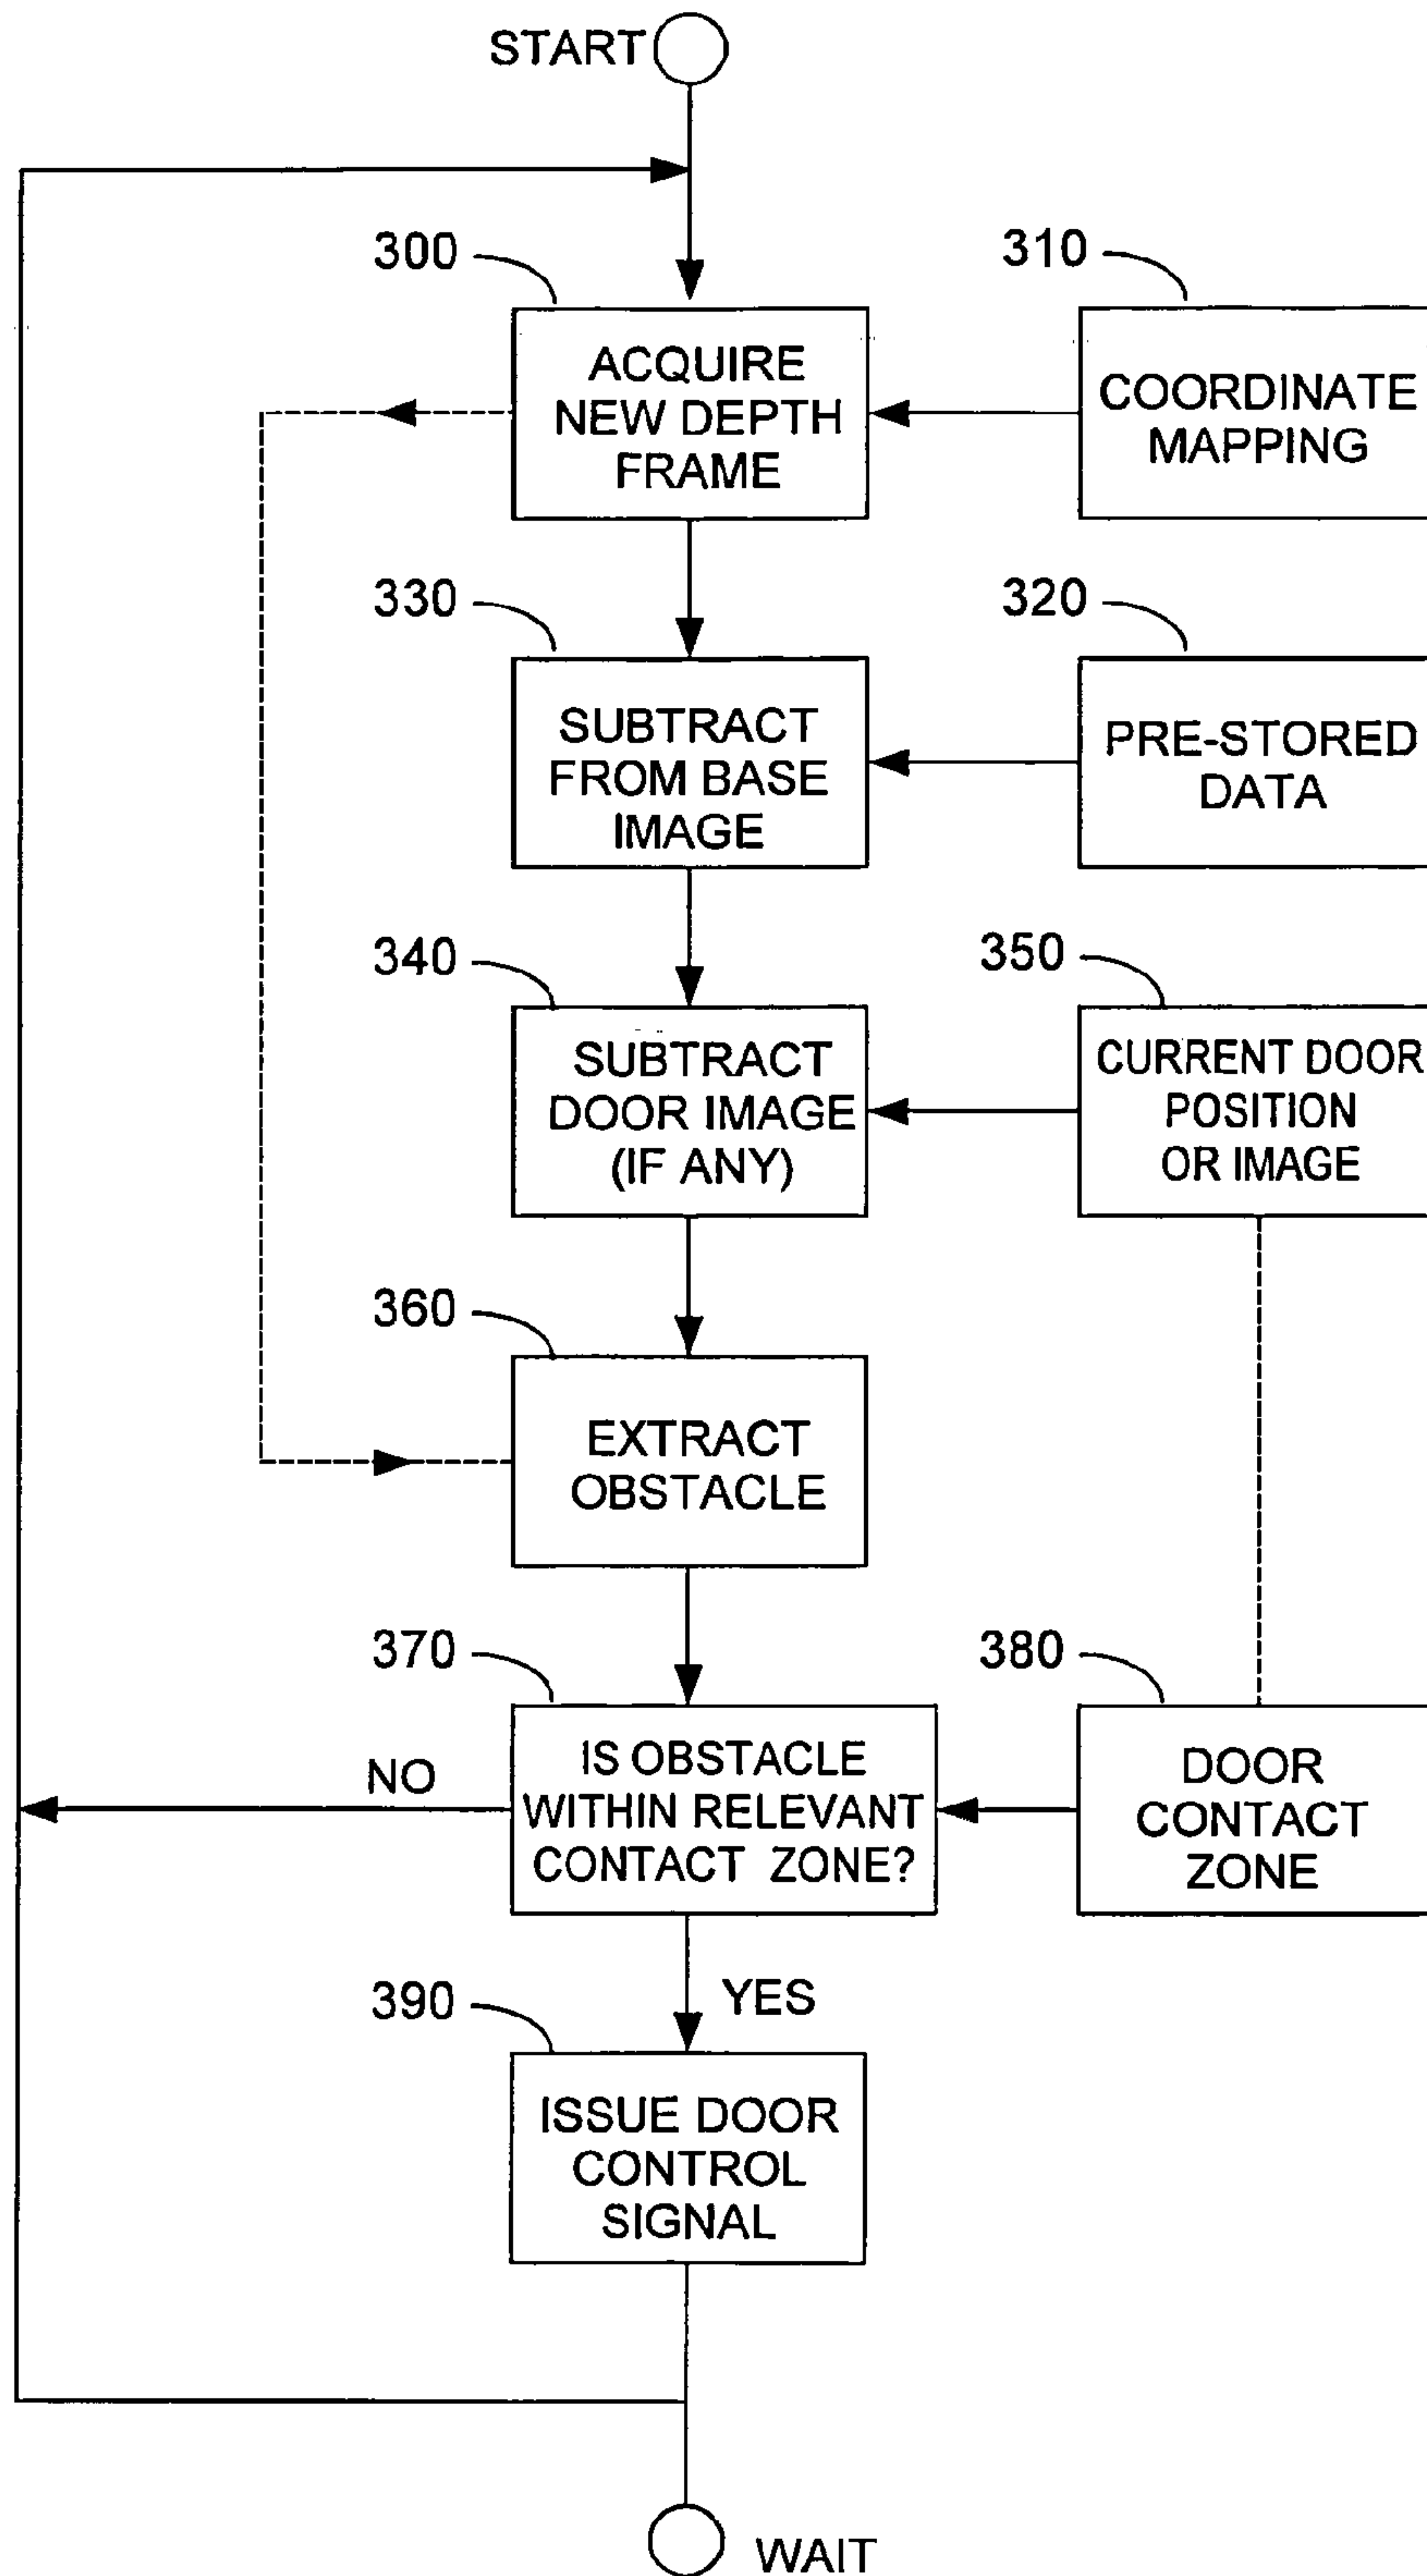 START
300
310
ACQUIRE
NEW DEPTH
FRAME
COORDINATE
MAPPING
330
320
SUBTRACT
FROM BASE
IMAGE
PRE-STORED
DATA
340
350
SUBTRACT
DOOR IMAGE
(IF ANY)
CURRENT DOOR
POSITION
OR IMAGE
360
EXTRACT
OBSTACLE
370
380
NO
IS OBSTACLE
WITHIN RELEVANT
CONTACT ZONE?
DOOR
CONTACT
ZONE
390
YES
ISSUE DOOR
CONTROL
SIGNAL
WAIT